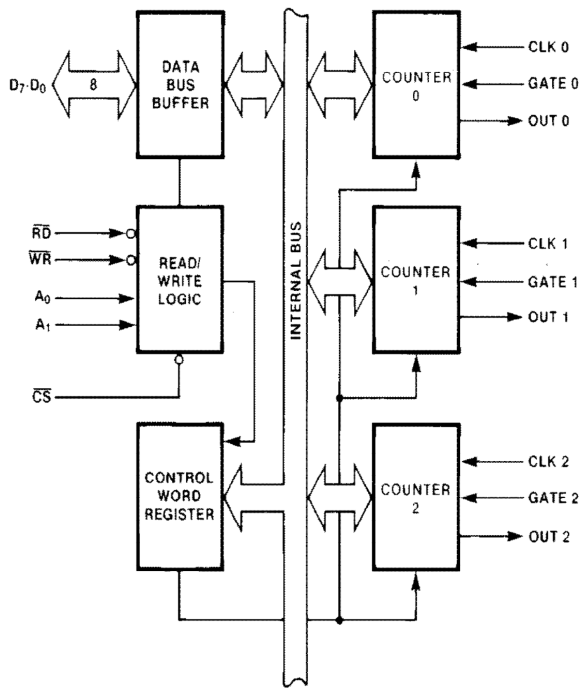 D7-D0
8
DATA
BUS
BUFFER
COUNTER
0
CLK 0
GATE 0
OUT 0
RD
WR
A0
A1
READ/
WRITE
LOGIC
CS
INTERNAL BUS
COUNTER
1
CLK 1
GATE 1
OUT 1
CONTROL
WORD
REGISTER
COUNTER
2
CLK 2
GATE 2
OUT 2